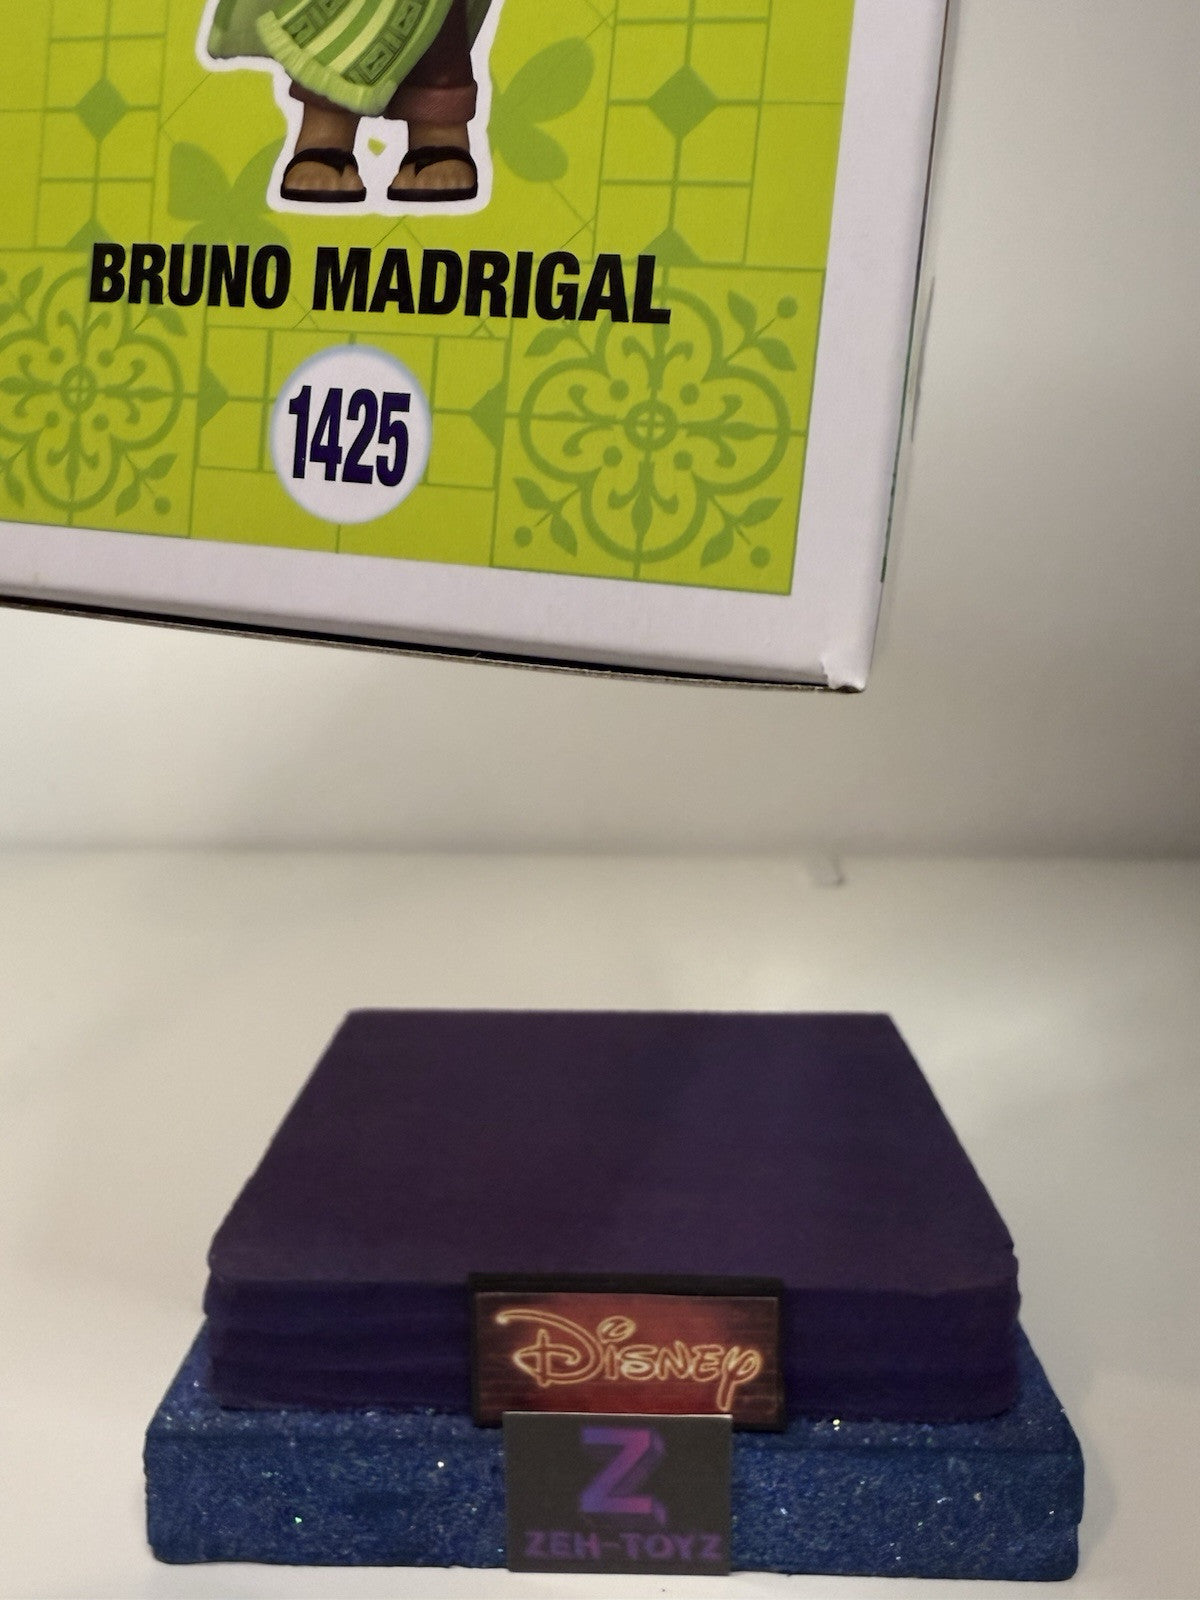 BRUNO MADRIGAL
1425
Disney
Z
ZEH-TOYZ